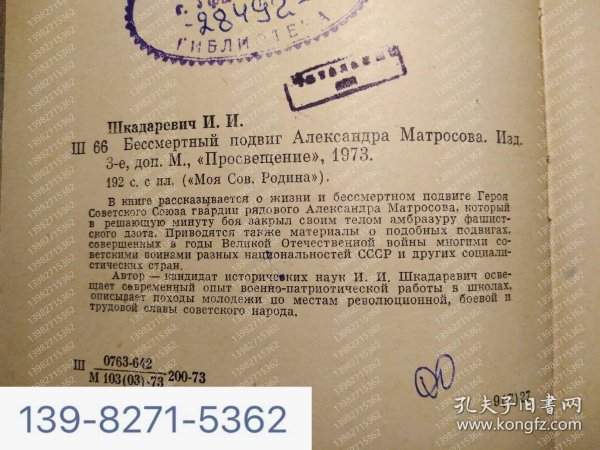 28492
БИБЛИОТЕКА
Читальный
Шкадаревич И. И.
Ш 66 Бессмертный подвиг Александра Матросова. Изд.
3-е, доп. М., «Просвещение», 1973.
192 с. с ил. («Моя Сов. Родина»).
В книге рассказывается о жизни и бессмертном подвиге Героя
Советского Союза гвардии рядового Александра Матросова, который
в решающую минуту боя закрыл своим телом амбразуру фашист-
ского дзота. Приводятся также материалы о подобных подвигах,
совершенных в годы Великой Отечественной войны многими со-
ветскими воинами разных национальностей СССР и других социали-
стических стран.
Автор — кандидат исторических наук И. И. Шкадаревич осве-
щает современный опыт военно-патриотической работы в школах,
описывает походы молодежи по местам революционной, боевой и
трудовой славы советского народа.
Ш 0763-642
М 103(03)-73 200-73
139-8271-5362
孔夫子旧书网
www.kongfz.com
13982715362